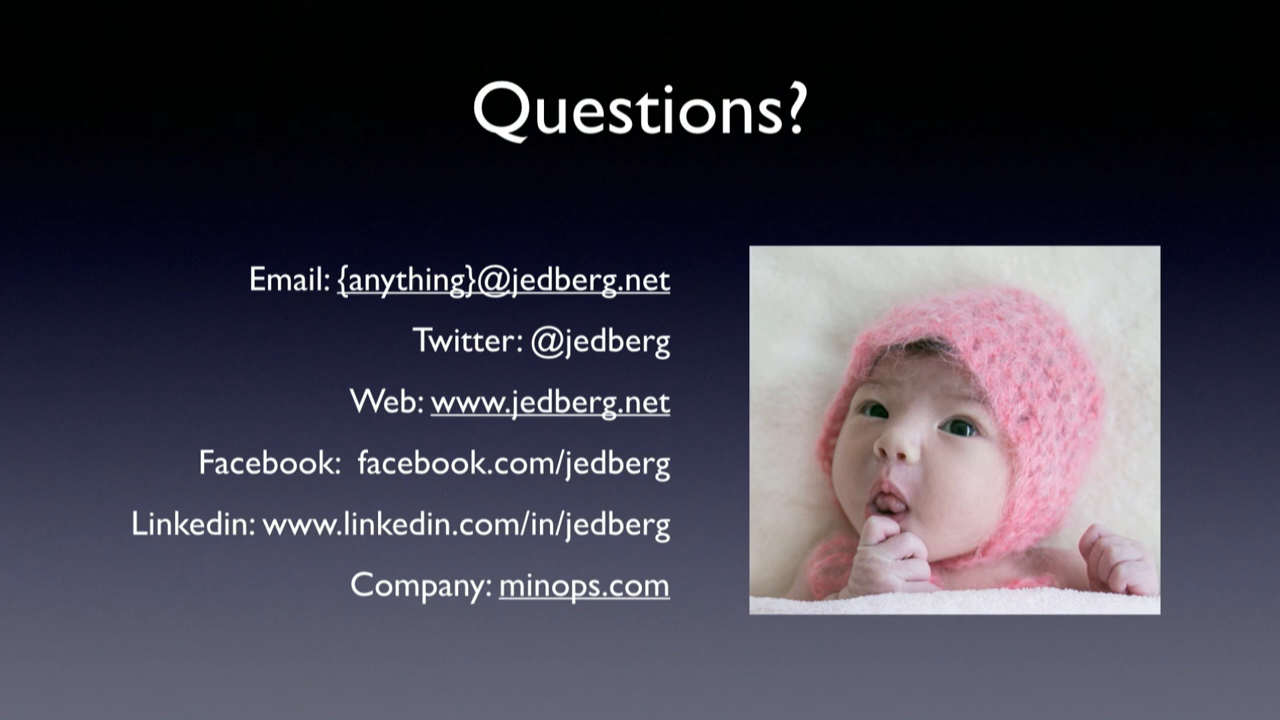 Questions?
Email: {anything}@jedberg.net
Twitter: @jedberg
Web: www.jedberg.net
Facebook:  facebook.com/jedberg
Linkedin: www.linkedin.com/in/jedberg
Company: minops.com